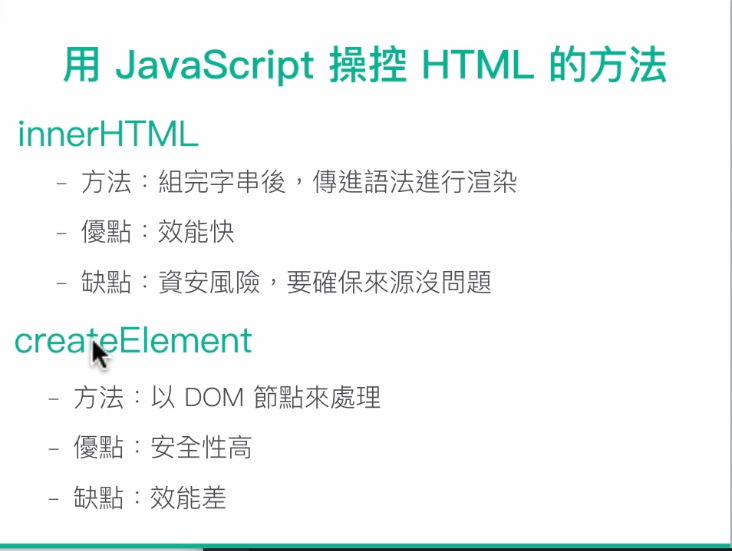 用 JavaScript 操控 HTML 的方法
innerHTML
– 方法：組完字串後，傳進語法進行渲染
– 優點：效能快
– 缺點：資安風險，要確保來源沒問題
createElement
– 方法：以 DOM 節點來處理
– 優點：安全性高
– 缺點：效能差